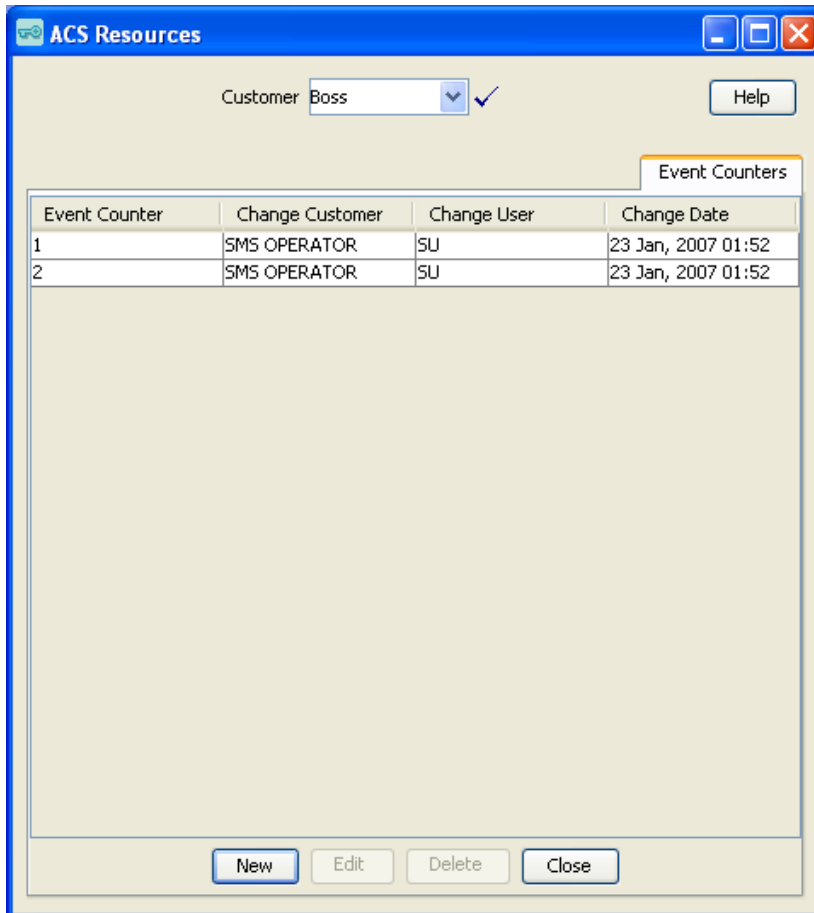 ACS Resources
Customer Boss Help
Event Counters
Event Counter Change Customer Change User Change Date
1 SMS OPERATOR SU 23 Jan, 2007 01:52
2 SMS OPERATOR SU 23 Jan, 2007 01:52
New Edit Delete Close